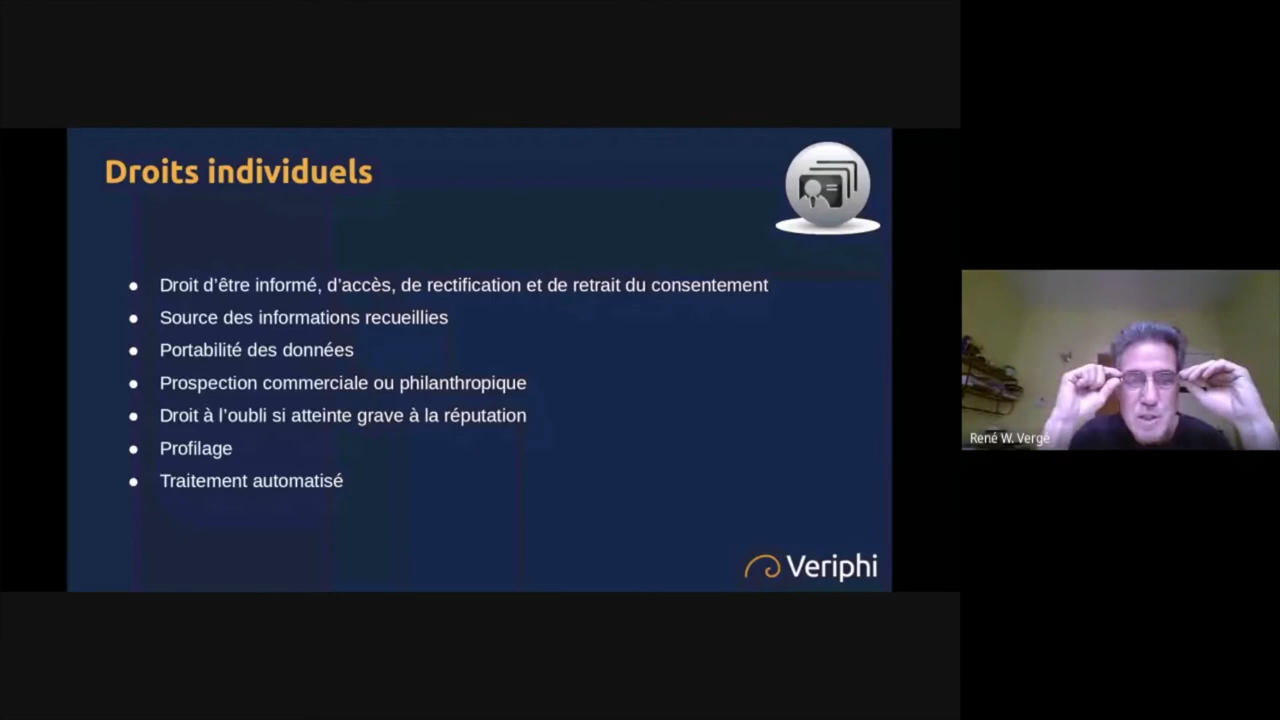 Droits individuels
Droit d’être informé, d’accès, de rectification et de retrait du consentement
Source des informations recueillies
Portabilité des données
Prospection commerciale ou philanthropique
Droit à l’oubli si atteinte grave à la réputation
Profilage
Traitement automatisé
Veriphi
René W. Vergé